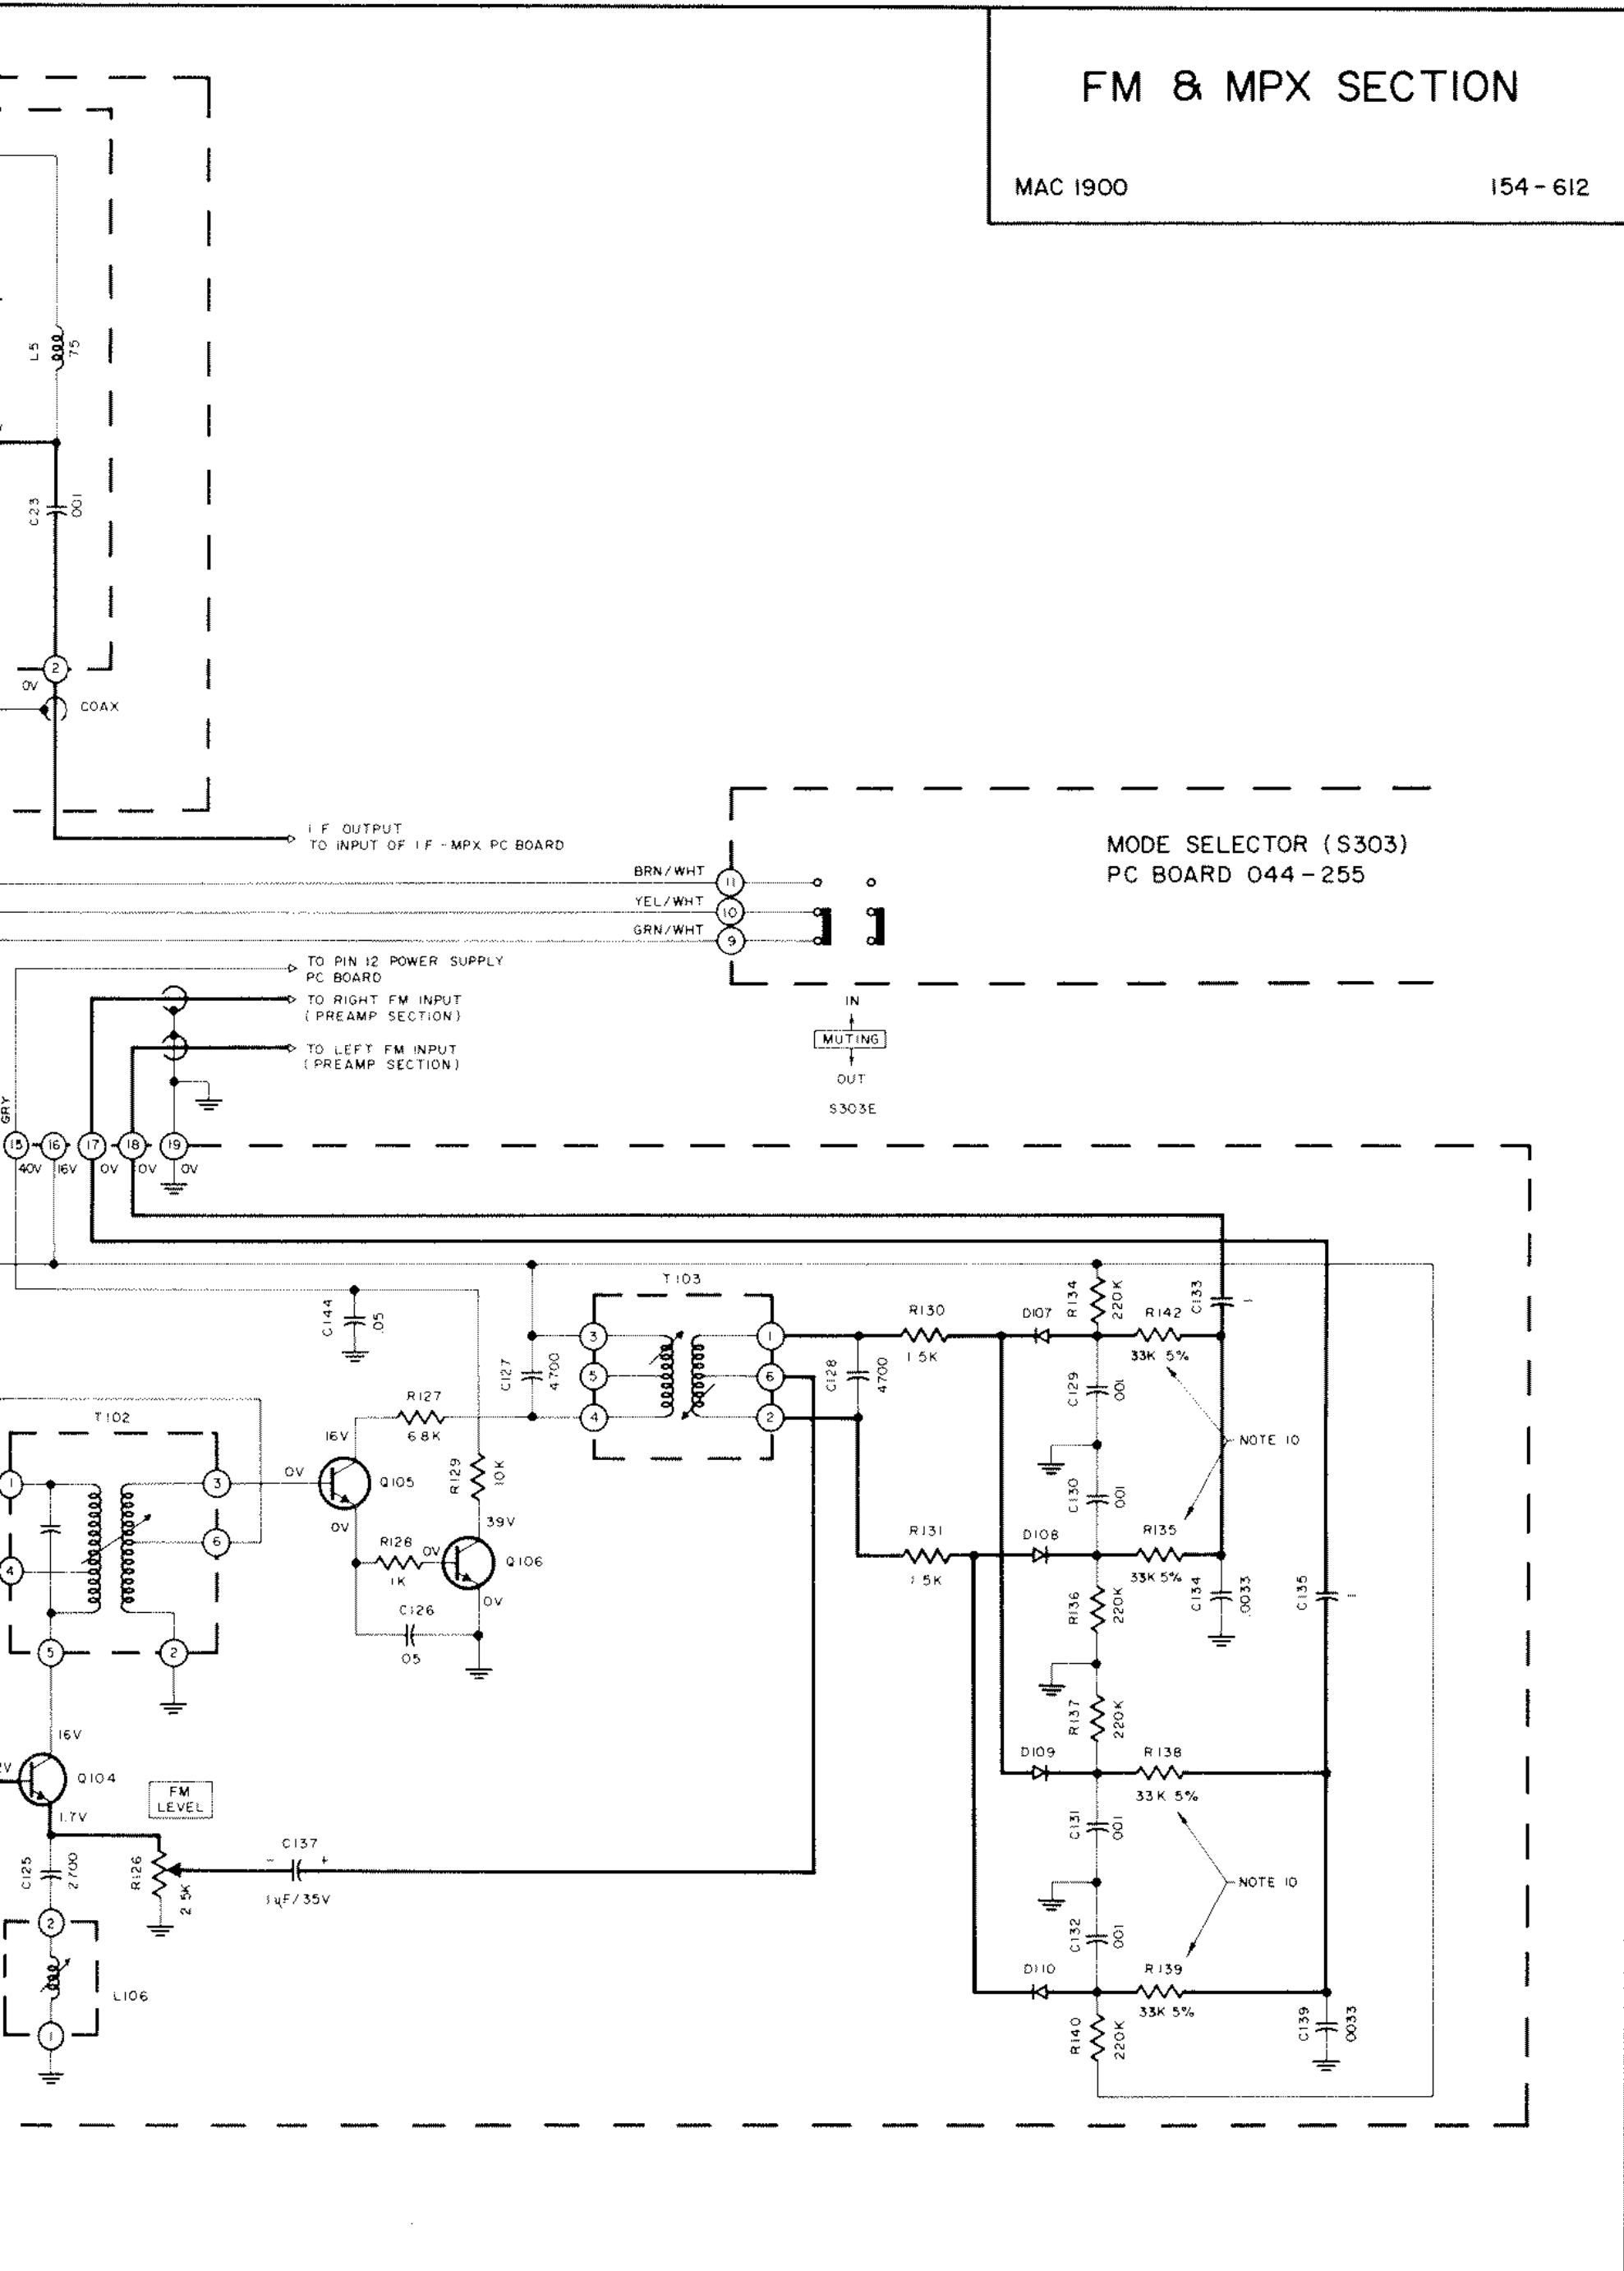 FM & MPX SECTION
MAC 1900
154-612
L5
75
C23
001
2
0V
COAX
I F OUTPUT
TO INPUT OF I F - MPX PC BOARD
BRN/WHT
11
YEL/WHT
10
GRN/WHT
9
MODE SELECTOR (S303)
PC BOARD 044-255
TO PIN 12 POWER SUPPLY
PC BOARD
TO RIGHT FM INPUT
(PREAMP SECTION)
TO LEFT FM INPUT
(PREAMP SECTION)
IN
MUTING
OUT
S303E
GRY
15
16
17
18
19
40V
16V
0V
0V
0V
C144
.05
T103
3
5
4
1
6
2
C127
4700
C128
4700
R130
1.5K
D107
R134
220K
R142
33K 5%
C133
C129
001
NOTE 10
C130
001
R131
1.5K
D108
R135
33K 5%
R136
220K
C134
.0033
C135
R137
220K
D109
R138
33K 5%
C131
001
NOTE 10
C132
001
D110
R139
33K 5%
R140
220K
C139
0033
T102
1
4
5
3
6
2
R127
6.8K
16V
0V
Q105
0V
R129
10K
39V
R128
1K
0V
Q106
0V
C126
05
16V
Q104
1.7V
FM
LEVEL
C125
2700
R126
2.5K
C137
- +
1µF/35V
2
L106
1